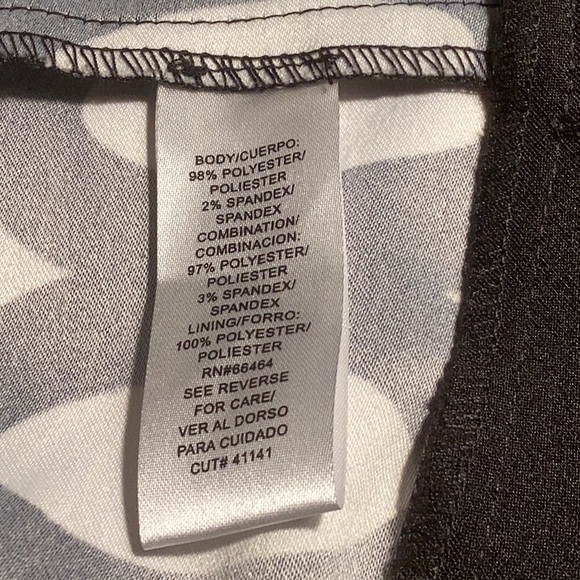 BODY/CUERPO:
98% POLYESTER/
POLIESTER
2% SPANDEX/
SPANDEX
COMBINATION/
COMBINACION:
97% POLYESTER/
POLIESTER
3% SPANDEX/
SPANDEX
LINING/FORRO:
100% POLYESTER/
POLIESTER
RN#66464
SEE REVERSE
FOR CARE/
VER AL DORSO
PARA CUIDADO
CUT# 41141